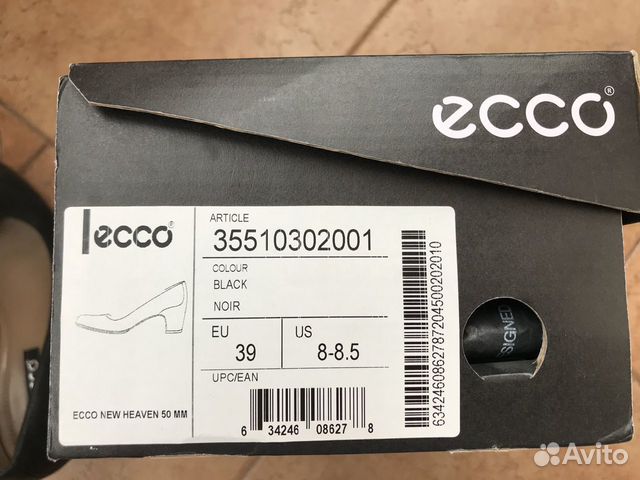 ecco®
ecco®
ARTICLE
35510302001
COLOUR
BLACK
NOIR
EU
US
39
8-8.5
UPC/EAN
6 34246 08627 8
ECCO NEW HEAVEN 50 MM
634246086278720450020201​0
SIGNED
Avito